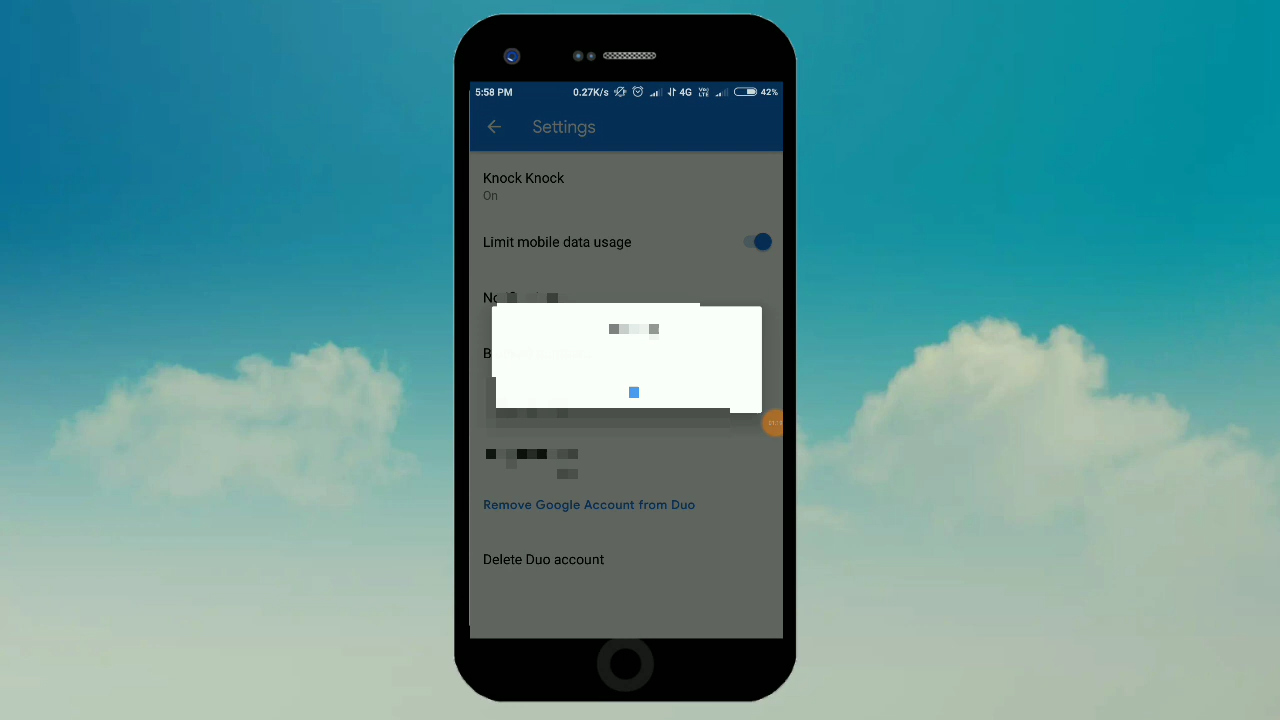 5:58 PM 0.27K/s 4G VoLTE 42%
Settings
Knock Knock
On
Limit mobile data usage
Remove Google Account from Duo
Delete Duo account